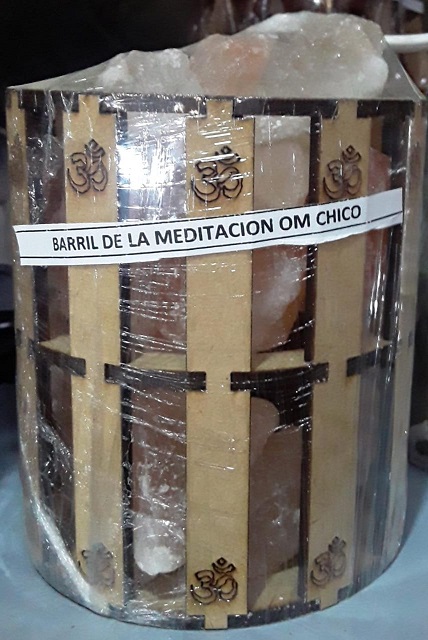 ॐ ॐ ॐ
BARRIL DE LA MEDITACION OM CHICO
ॐ ॐ ॐ